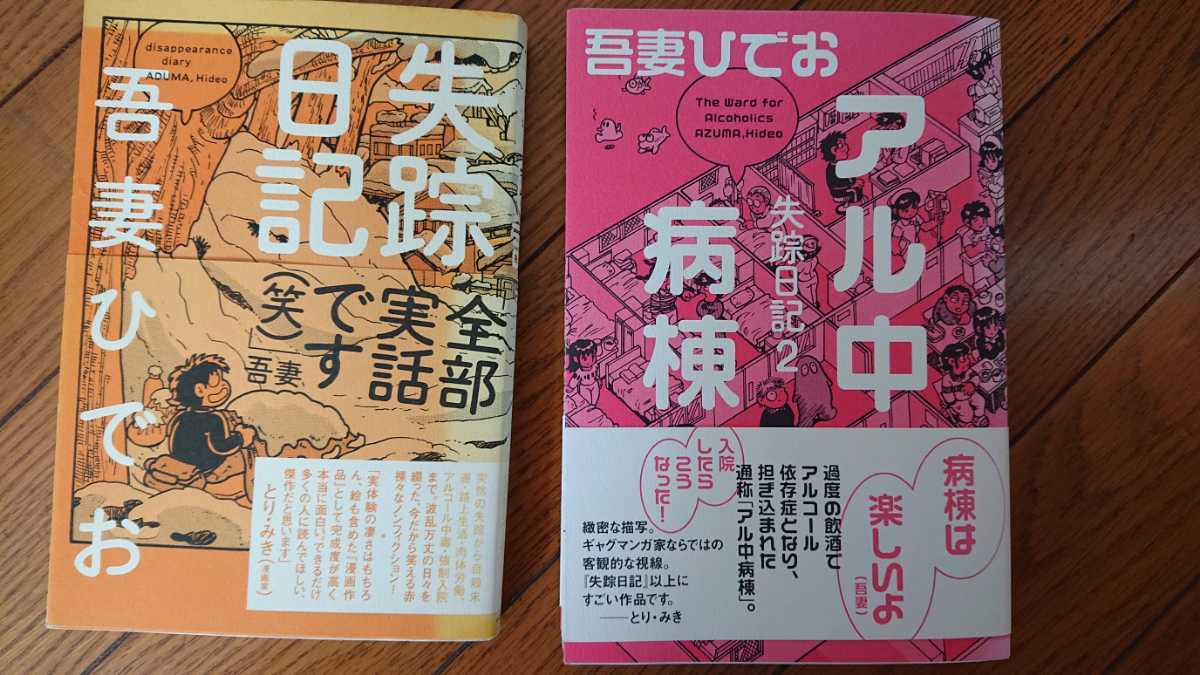 disappearance
diary
ADUMA, Hideo
失踪
日記
吾妻ひでお
全部
実話
です
（笑）
吾妻
突然の失踪から自殺未
遂・路上生活・肉体労働、
アルコール中毒・強制入院
まで。波乱万丈の日々を
綴った、今だから笑える赤
裸々なノンフィクション！
「実体験の凄さはもちろ
ん、絵も含めた「漫画作
品」として完成度が高く
本当に面白い。できるだけ
多くの人に読んでほしい、
傑作だと思います」
とり・みき（漫画家）
吾妻ひでお
The Ward for
Alcoholics
AZUMA,Hideo
アル中
病棟
失踪日記2
病棟は
楽しいよ
（吾妻）
過度の飲酒で
アルコール
依存症となり、
担ぎ込まれた
通称「アル中病棟」。
入院
したら
こう
なった！
緻密な描写。
ギャグマンガ家ならではの
客観的な視線。
『失踪日記』以上に
すごい作品です。
――とり・みき